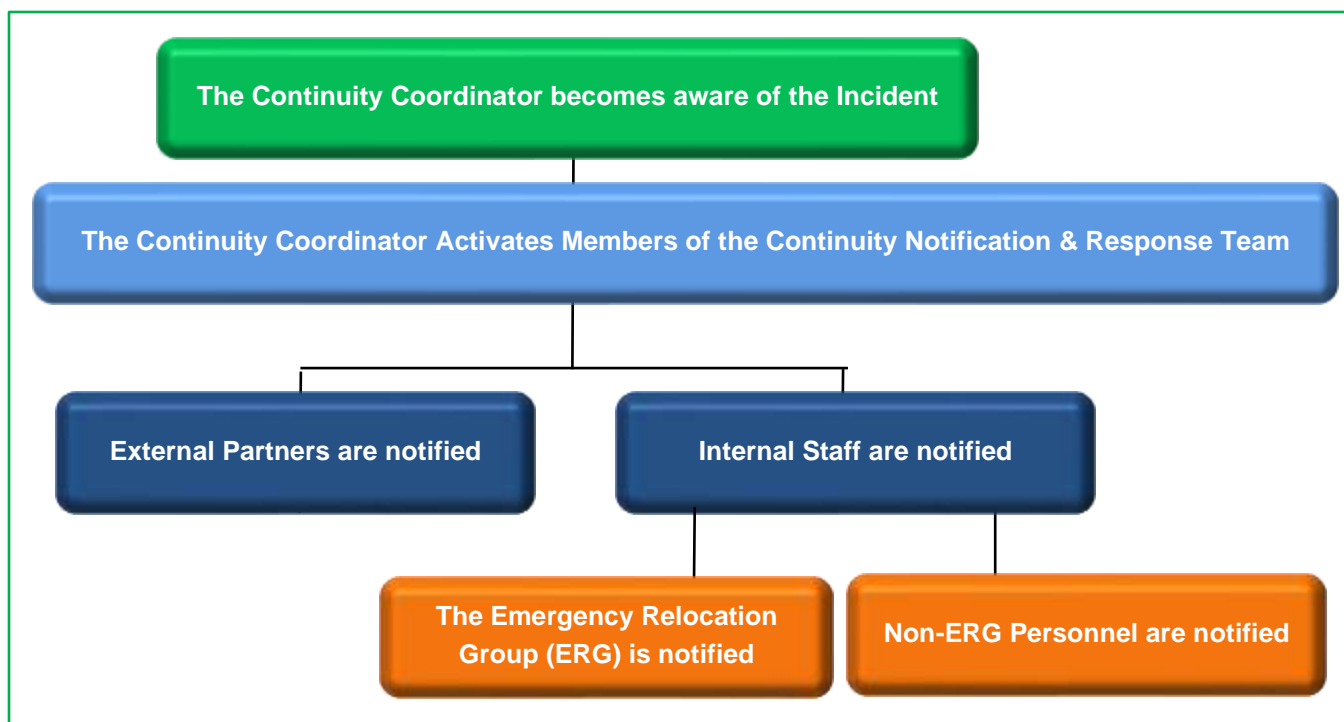 The Continuity Coordinator becomes aware of the Incident
The Continuity Coordinator Activates Members of the Continuity Notification & Response Team
External Partners are notified
Internal Staff are notified
The Emergency Relocation
Group (ERG) is notified
Non-ERG Personnel are notified